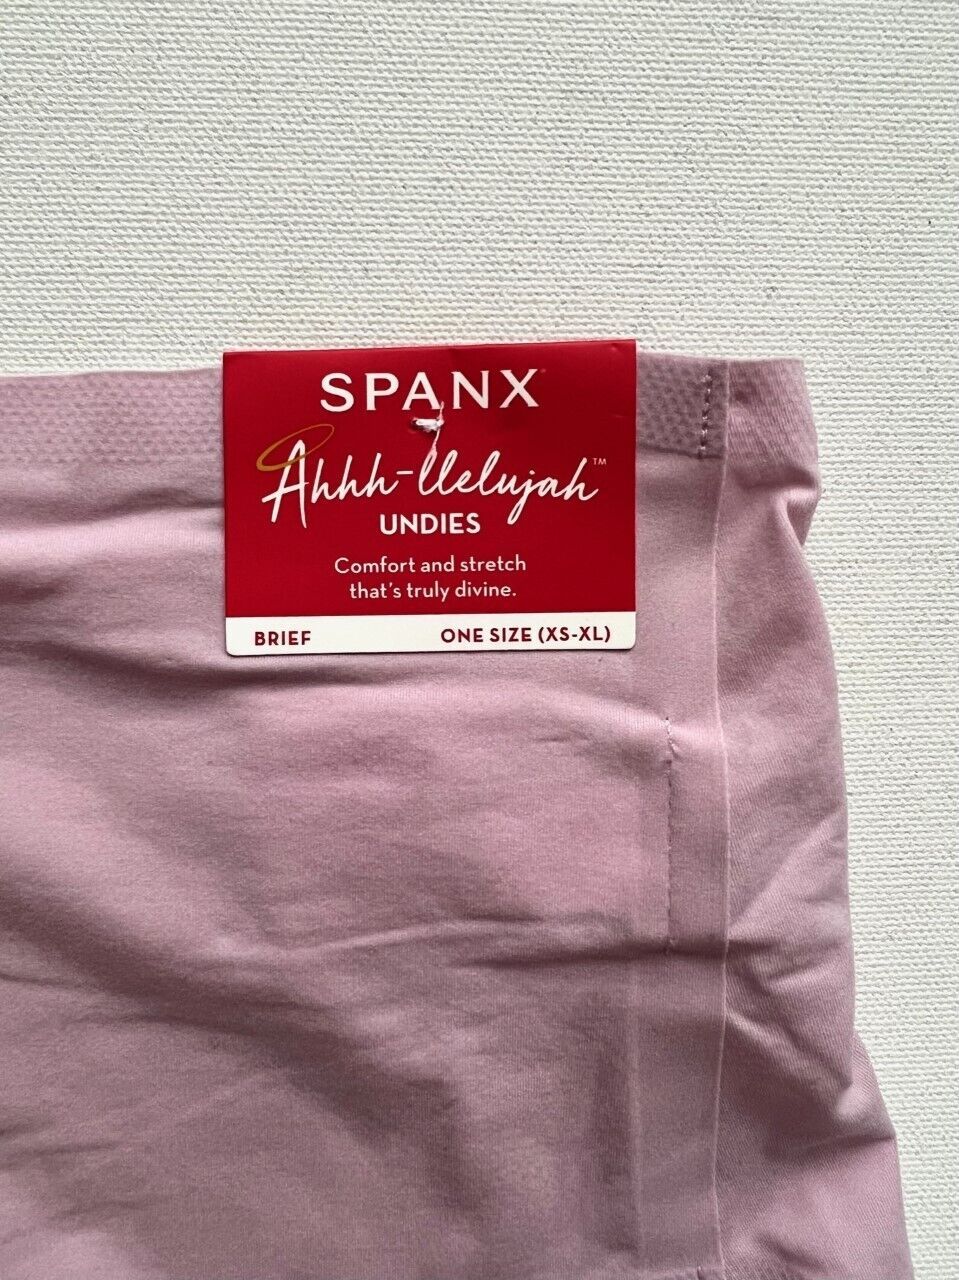 SPANX
Ahhh-llelujah™
UNDIES
Comfort and stretch
that's truly divine.
BRIEF ONE SIZE (XS-XL)